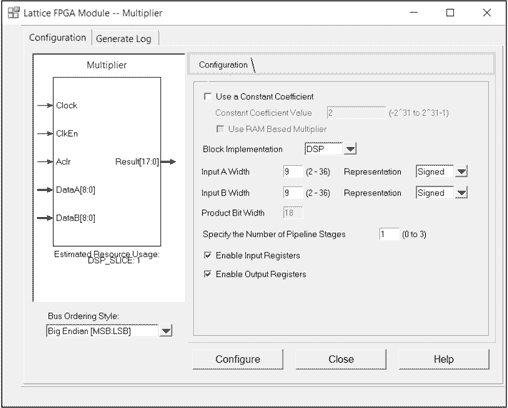 Lattice FPGA Module -- Multiplier
Configuration Generate Log
Multiplier
Clock
ClkEn
Aclr Result[17:0]
DataA[8:0]
DataB[8:0]
Estimated Resource Usage:
DSP_SLICE: 1
Bus Ordering Style:
Big Endian [MSB:LSB]
Configuration
Use a Constant Coefficient
Constant Coefficient Value 2 (-2^31 to 2^31-1)
Use RAM Based Multiplier
Block Implementation DSP
Input A Width 9 (2 - 36) Representation Signed
Input B Width 9 (2 - 36) Representation Signed
Product Bit Width 18
Specify the Number of Pipeline Stages 1 (0 to 3)
Enable Input Registers
Enable Output Registers
Configure Close Help